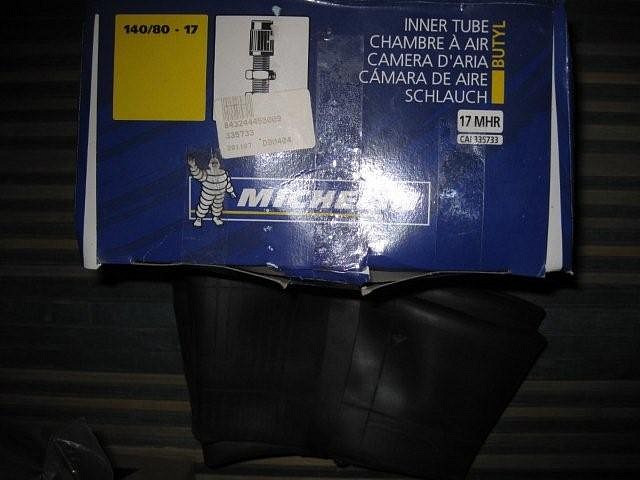 140/80 - 17
INNER TUBE
CHAMBRE À AIR
CAMERA D'ARIA
CÁMARA DE AIRE
SCHLAUCH
BUTYL
17 MHR
CAI 335733
335733
MICHELIN